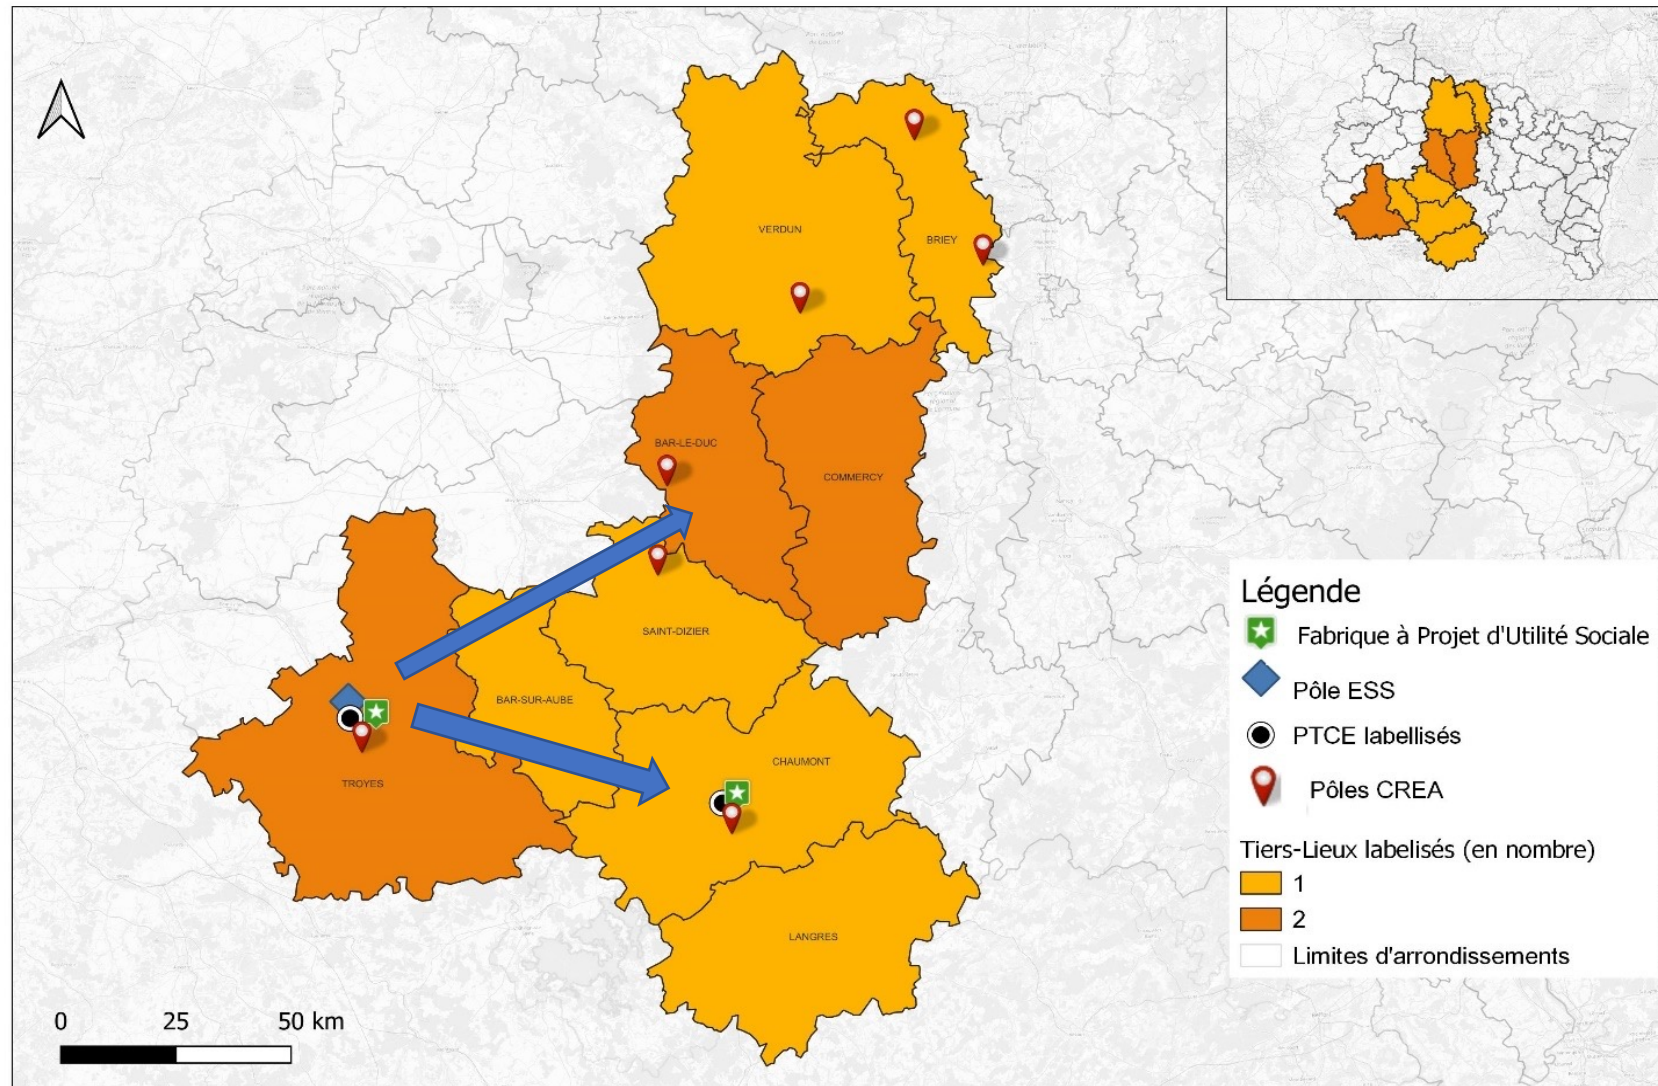 VERDUN
BRIEY
BAR-LE-DUC
COMMERCY
SAINT-DIZIER
BAR-SUR-AUBE
CHAUMONT
TROYES
LANGRES
0 25 50 km
Légende
Fabrique à Projet d'Utilité Sociale
Pôle ESS
PTCE labellisés
Pôles CREA
Tiers-Lieux labelisés (en nombre)
1
2
Limites d'arrondissements